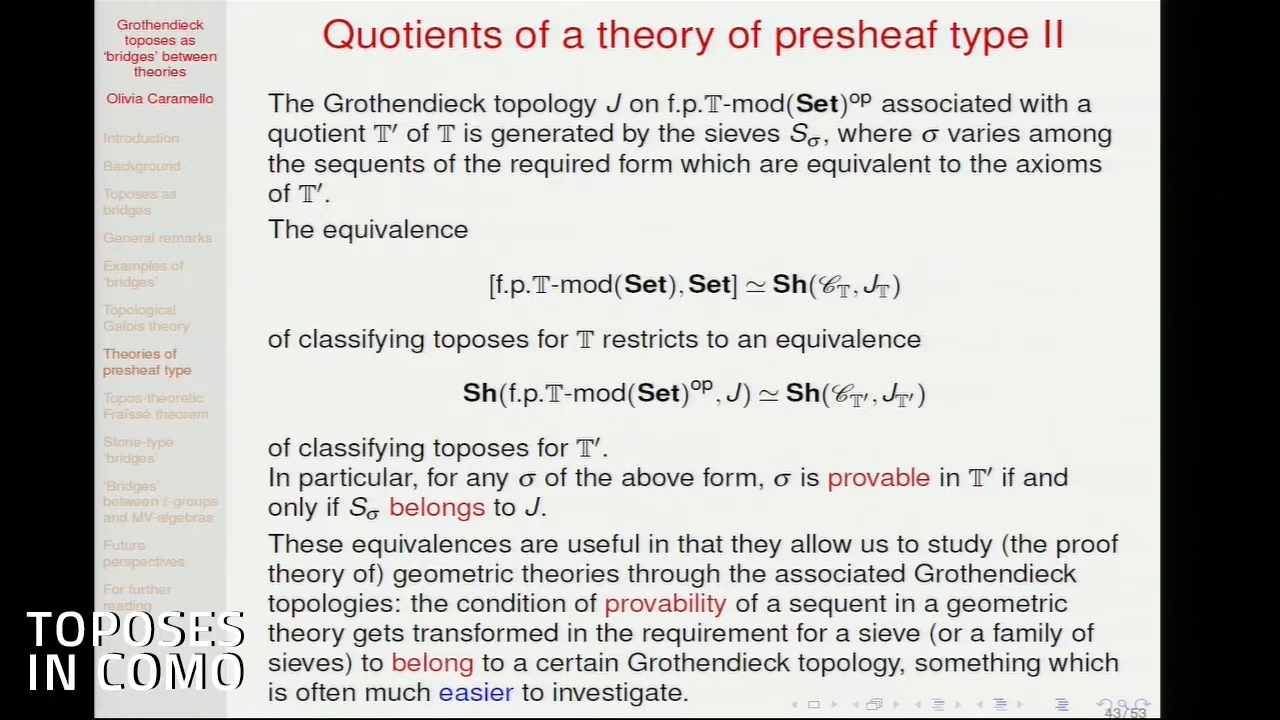 Grothendieck
toposes as
'bridges' between
theories
Olivia Caramello
Introduction
Background
Toposes as
bridges
General remarks
Examples of
'bridges'
Topological
Galois theory
Theories of
presheaf type
Topos-theoretic
Fraïssé theorem
Stone-type
'bridges'
'Bridges'
between ℓ-groups
and MV-algebras
Future
perspectives
For further
reading
Quotients of a theory of presheaf type II
The Grothendieck topology J on f.p.𝕋-mod(Set)^op associated with a
quotient 𝕋′ of 𝕋 is generated by the sieves S_σ, where σ varies among
the sequents of the required form which are equivalent to the axioms
of 𝕋′.
The equivalence
[f.p.𝕋-mod(Set), Set] ≃ Sh(𝒞_𝕋, J_𝕋)
of classifying toposes for 𝕋 restricts to an equivalence
Sh(f.p.𝕋-mod(Set)^op, J) ≃ Sh(𝒞_𝕋′, J_𝕋′)
of classifying toposes for 𝕋′.
In particular, for any σ of the above form, σ is provable in 𝕋′ if and
only if S_σ belongs to J.
These equivalences are useful in that they allow us to study (the proof
theory of) geometric theories through the associated Grothendieck
topologies: the condition of provability of a sequent in a geometric
theory gets transformed in the requirement for a sieve (or a family of
sieves) to belong to a certain Grothendieck topology, something which
is often much easier to investigate.
43/53
TOPOSES
IN COMO